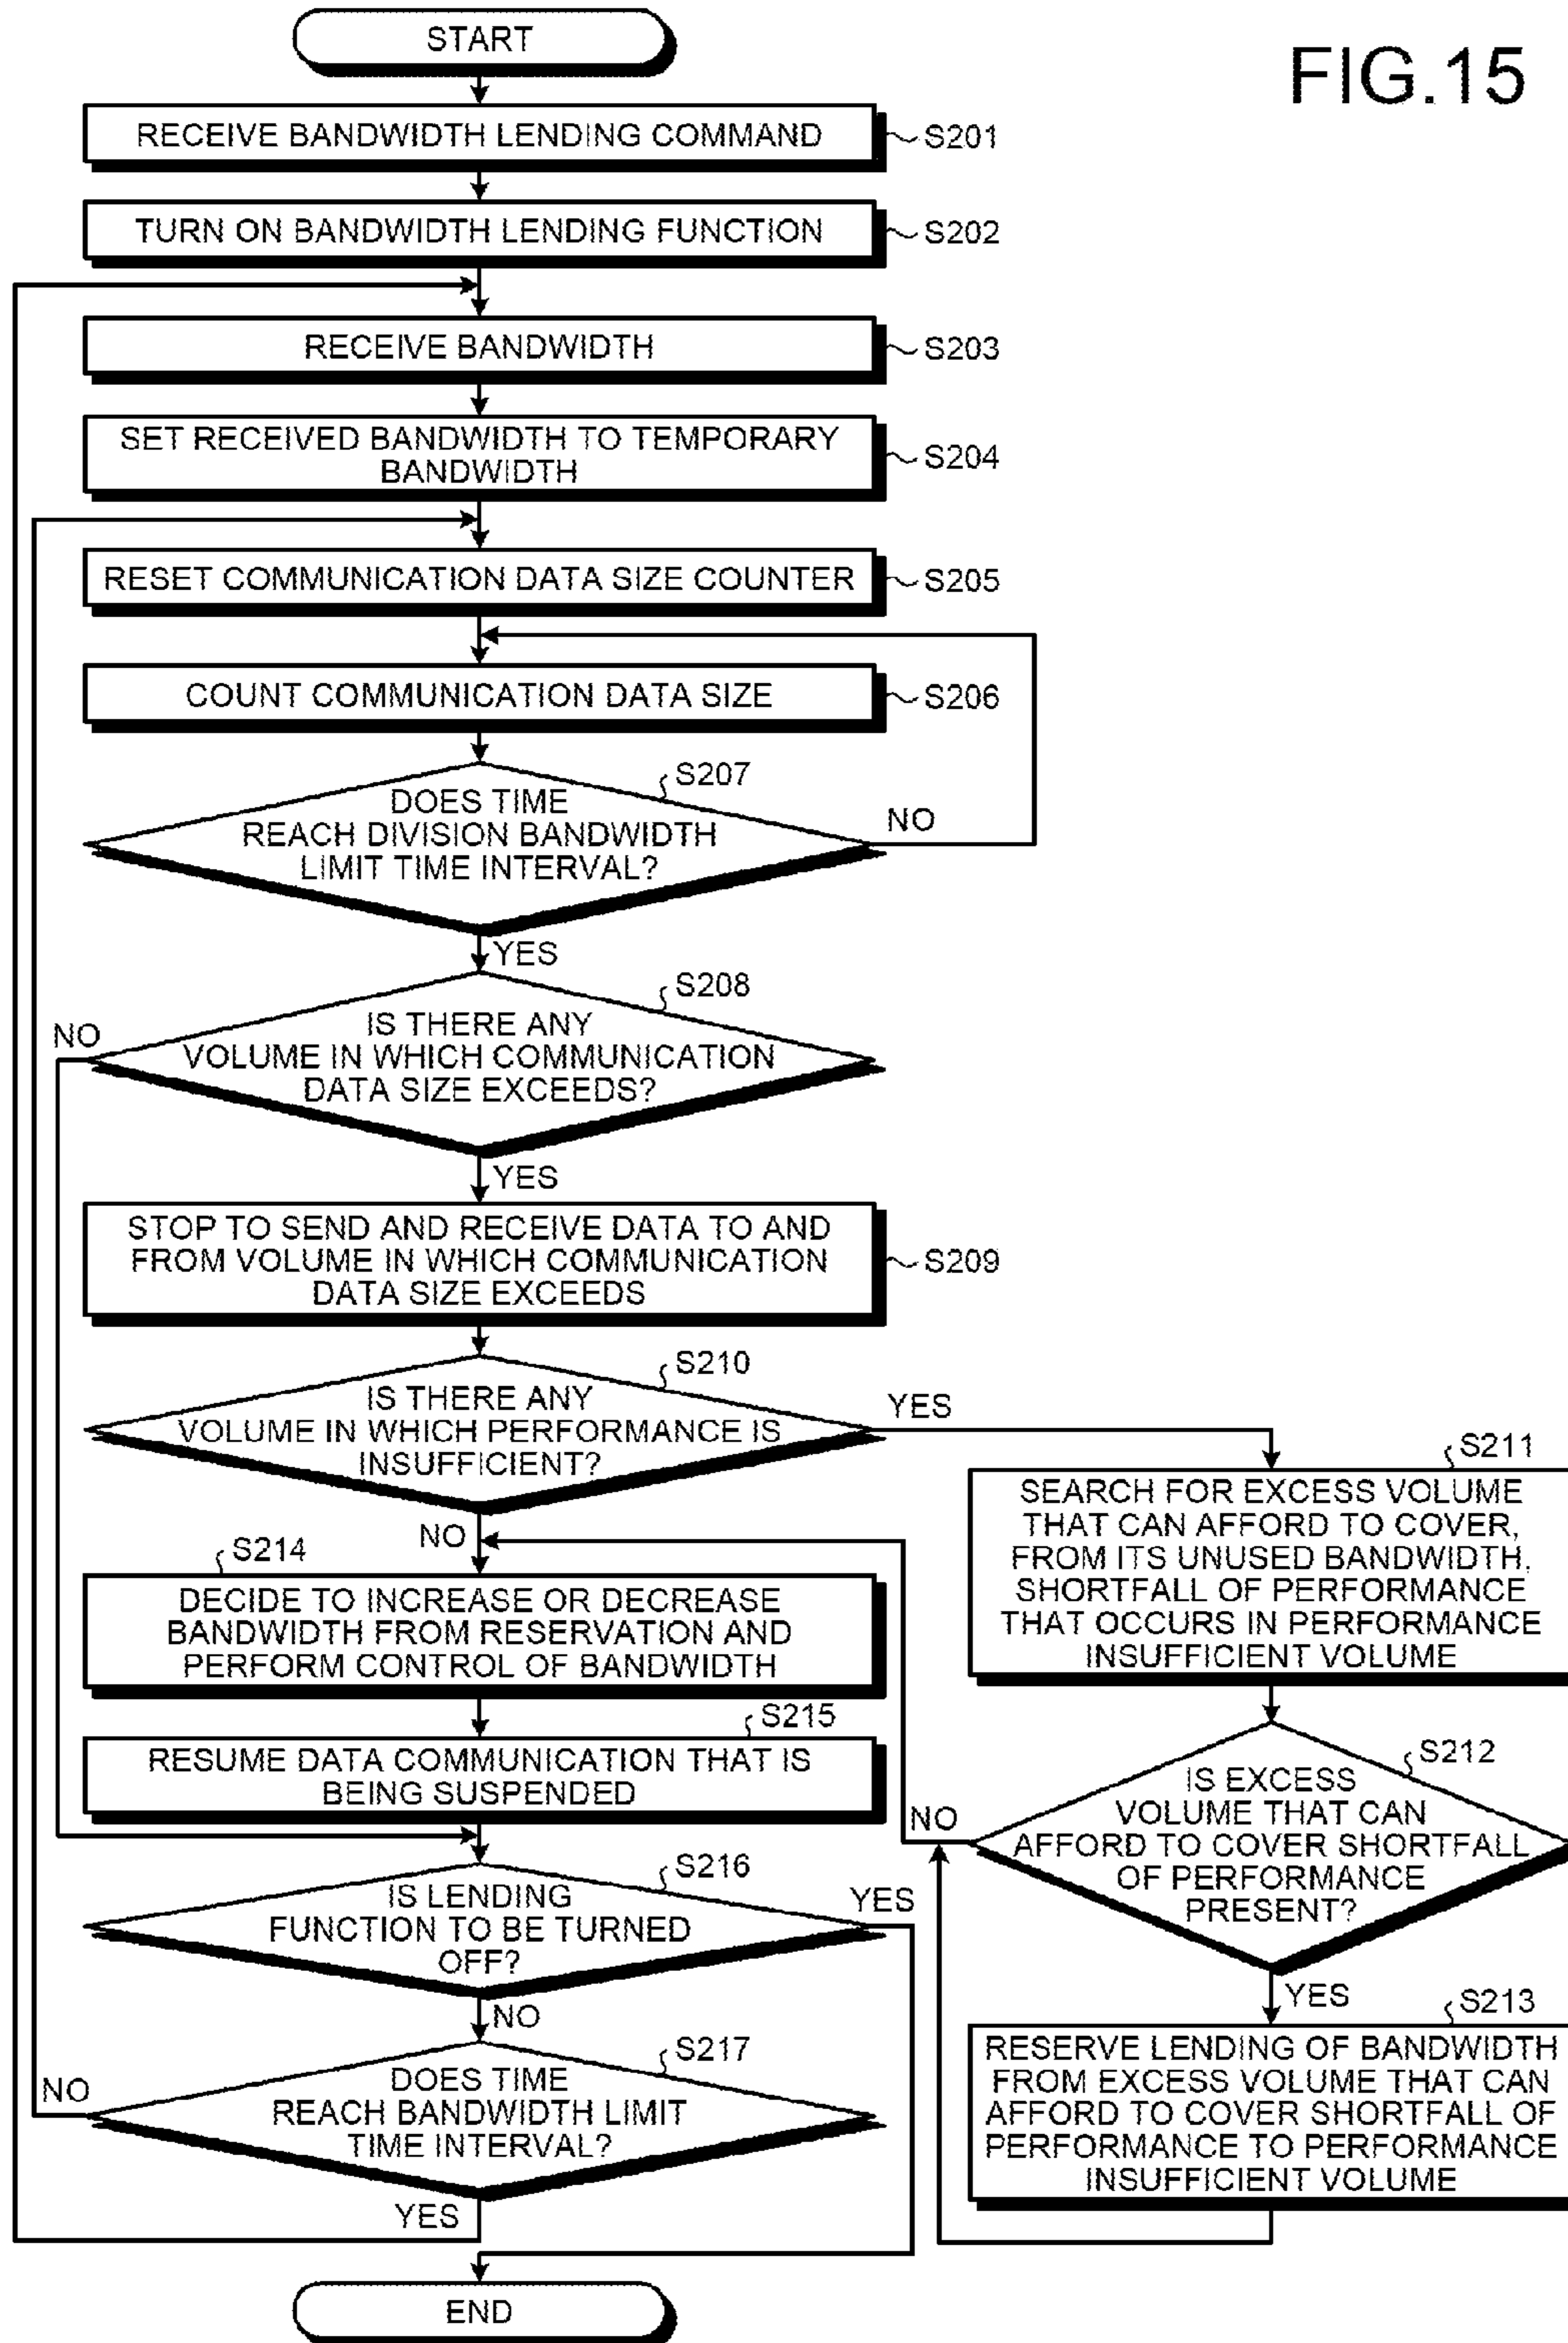 FIG.15
START
RECEIVE BANDWIDTH LENDING COMMAND
S201
TURN ON BANDWIDTH LENDING FUNCTION
S202
RECEIVE BANDWIDTH
S203
SET RECEIVED BANDWIDTH TO TEMPORARY
BANDWIDTH
S204
RESET COMMUNICATION DATA SIZE COUNTER
S205
COUNT COMMUNICATION DATA SIZE
S206
S207
DOES TIME
REACH DIVISION BANDWIDTH
LIMIT TIME INTERVAL?
NO
YES
S208
IS THERE ANY
VOLUME IN WHICH COMMUNICATION
DATA SIZE EXCEEDS?
NO
YES
STOP TO SEND AND RECEIVE DATA TO AND
FROM VOLUME IN WHICH COMMUNICATION
DATA SIZE EXCEEDS
S209
S210
IS THERE ANY
VOLUME IN WHICH PERFORMANCE IS
INSUFFICIENT?
YES
NO
S211
SEARCH FOR EXCESS VOLUME
THAT CAN AFFORD TO COVER,
FROM ITS UNUSED BANDWIDTH.
SHORTFALL OF PERFORMANCE
THAT OCCURS IN PERFORMANCE
INSUFFICIENT VOLUME
S212
IS EXCESS
VOLUME THAT CAN
AFFORD TO COVER SHORTFALL
OF PERFORMANCE
PRESENT?
NO
YES
S213
RESERVE LENDING OF BANDWIDTH
FROM EXCESS VOLUME THAT CAN
AFFORD TO COVER SHORTFALL OF
PERFORMANCE TO PERFORMANCE
INSUFFICIENT VOLUME
S214
DECIDE TO INCREASE OR DECREASE
BANDWIDTH FROM RESERVATION AND
PERFORM CONTROL OF BANDWIDTH
S215
RESUME DATA COMMUNICATION THAT IS
BEING SUSPENDED
S216
IS LENDING
FUNCTION TO BE TURNED
OFF?
YES
NO
S217
DOES TIME
REACH BANDWIDTH LIMIT
TIME INTERVAL?
NO
YES
END